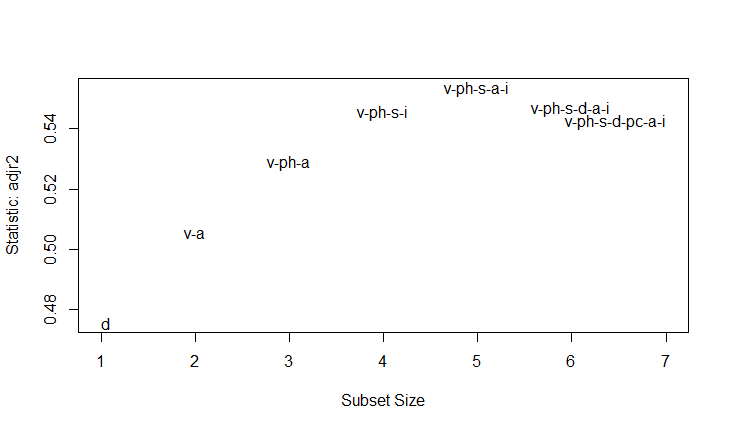 v-ph-s-a-i
v-ph-s-i
v-ph-s-d-a-i
v-ph-s-d-pc-a-i
v-ph-a
v-a
d
0.54
0.52
0.50
0.48
Statistic: adjr2
1 2 3 4 5 6 7
Subset Size